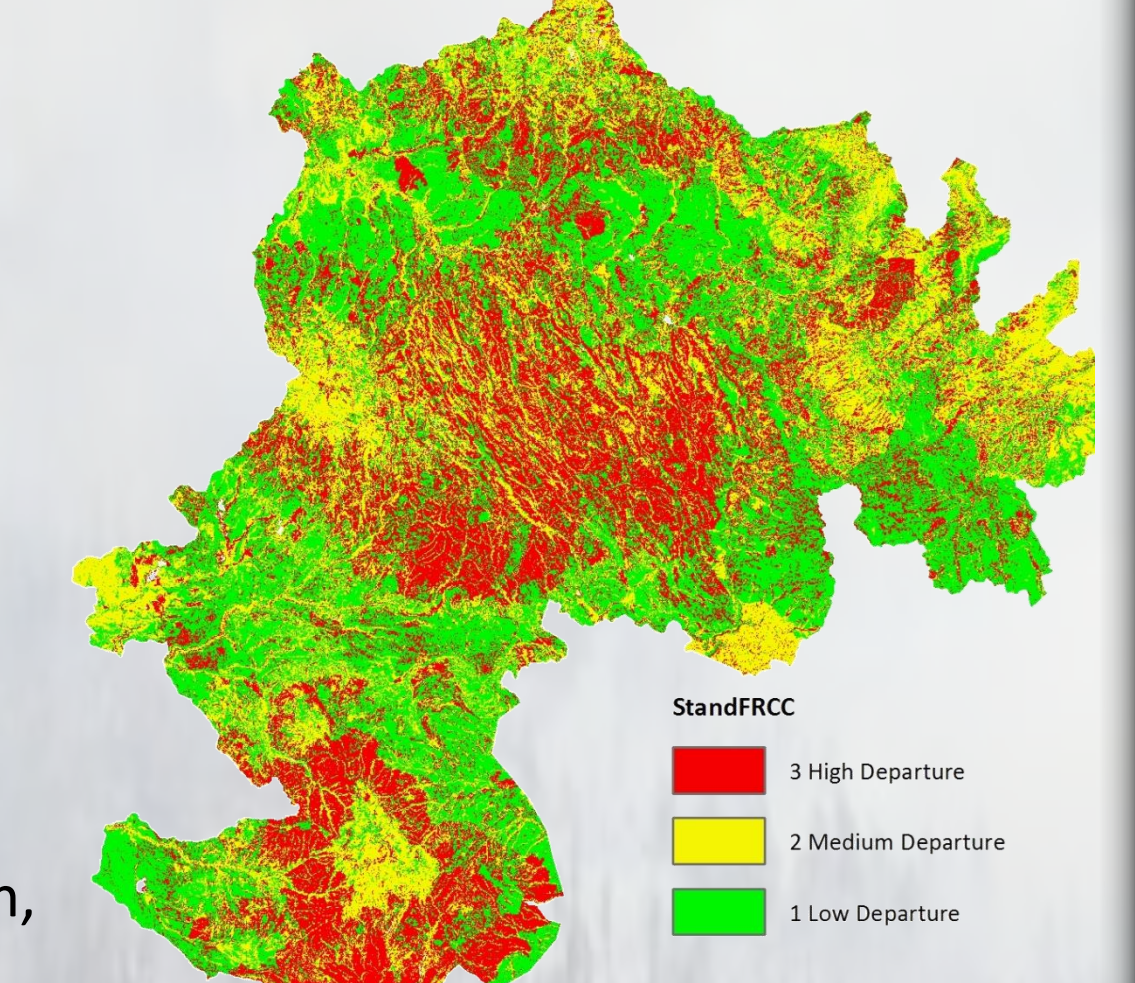 StandFRCC
3 High Departure
2 Medium Departure
1 Low Departure
n,